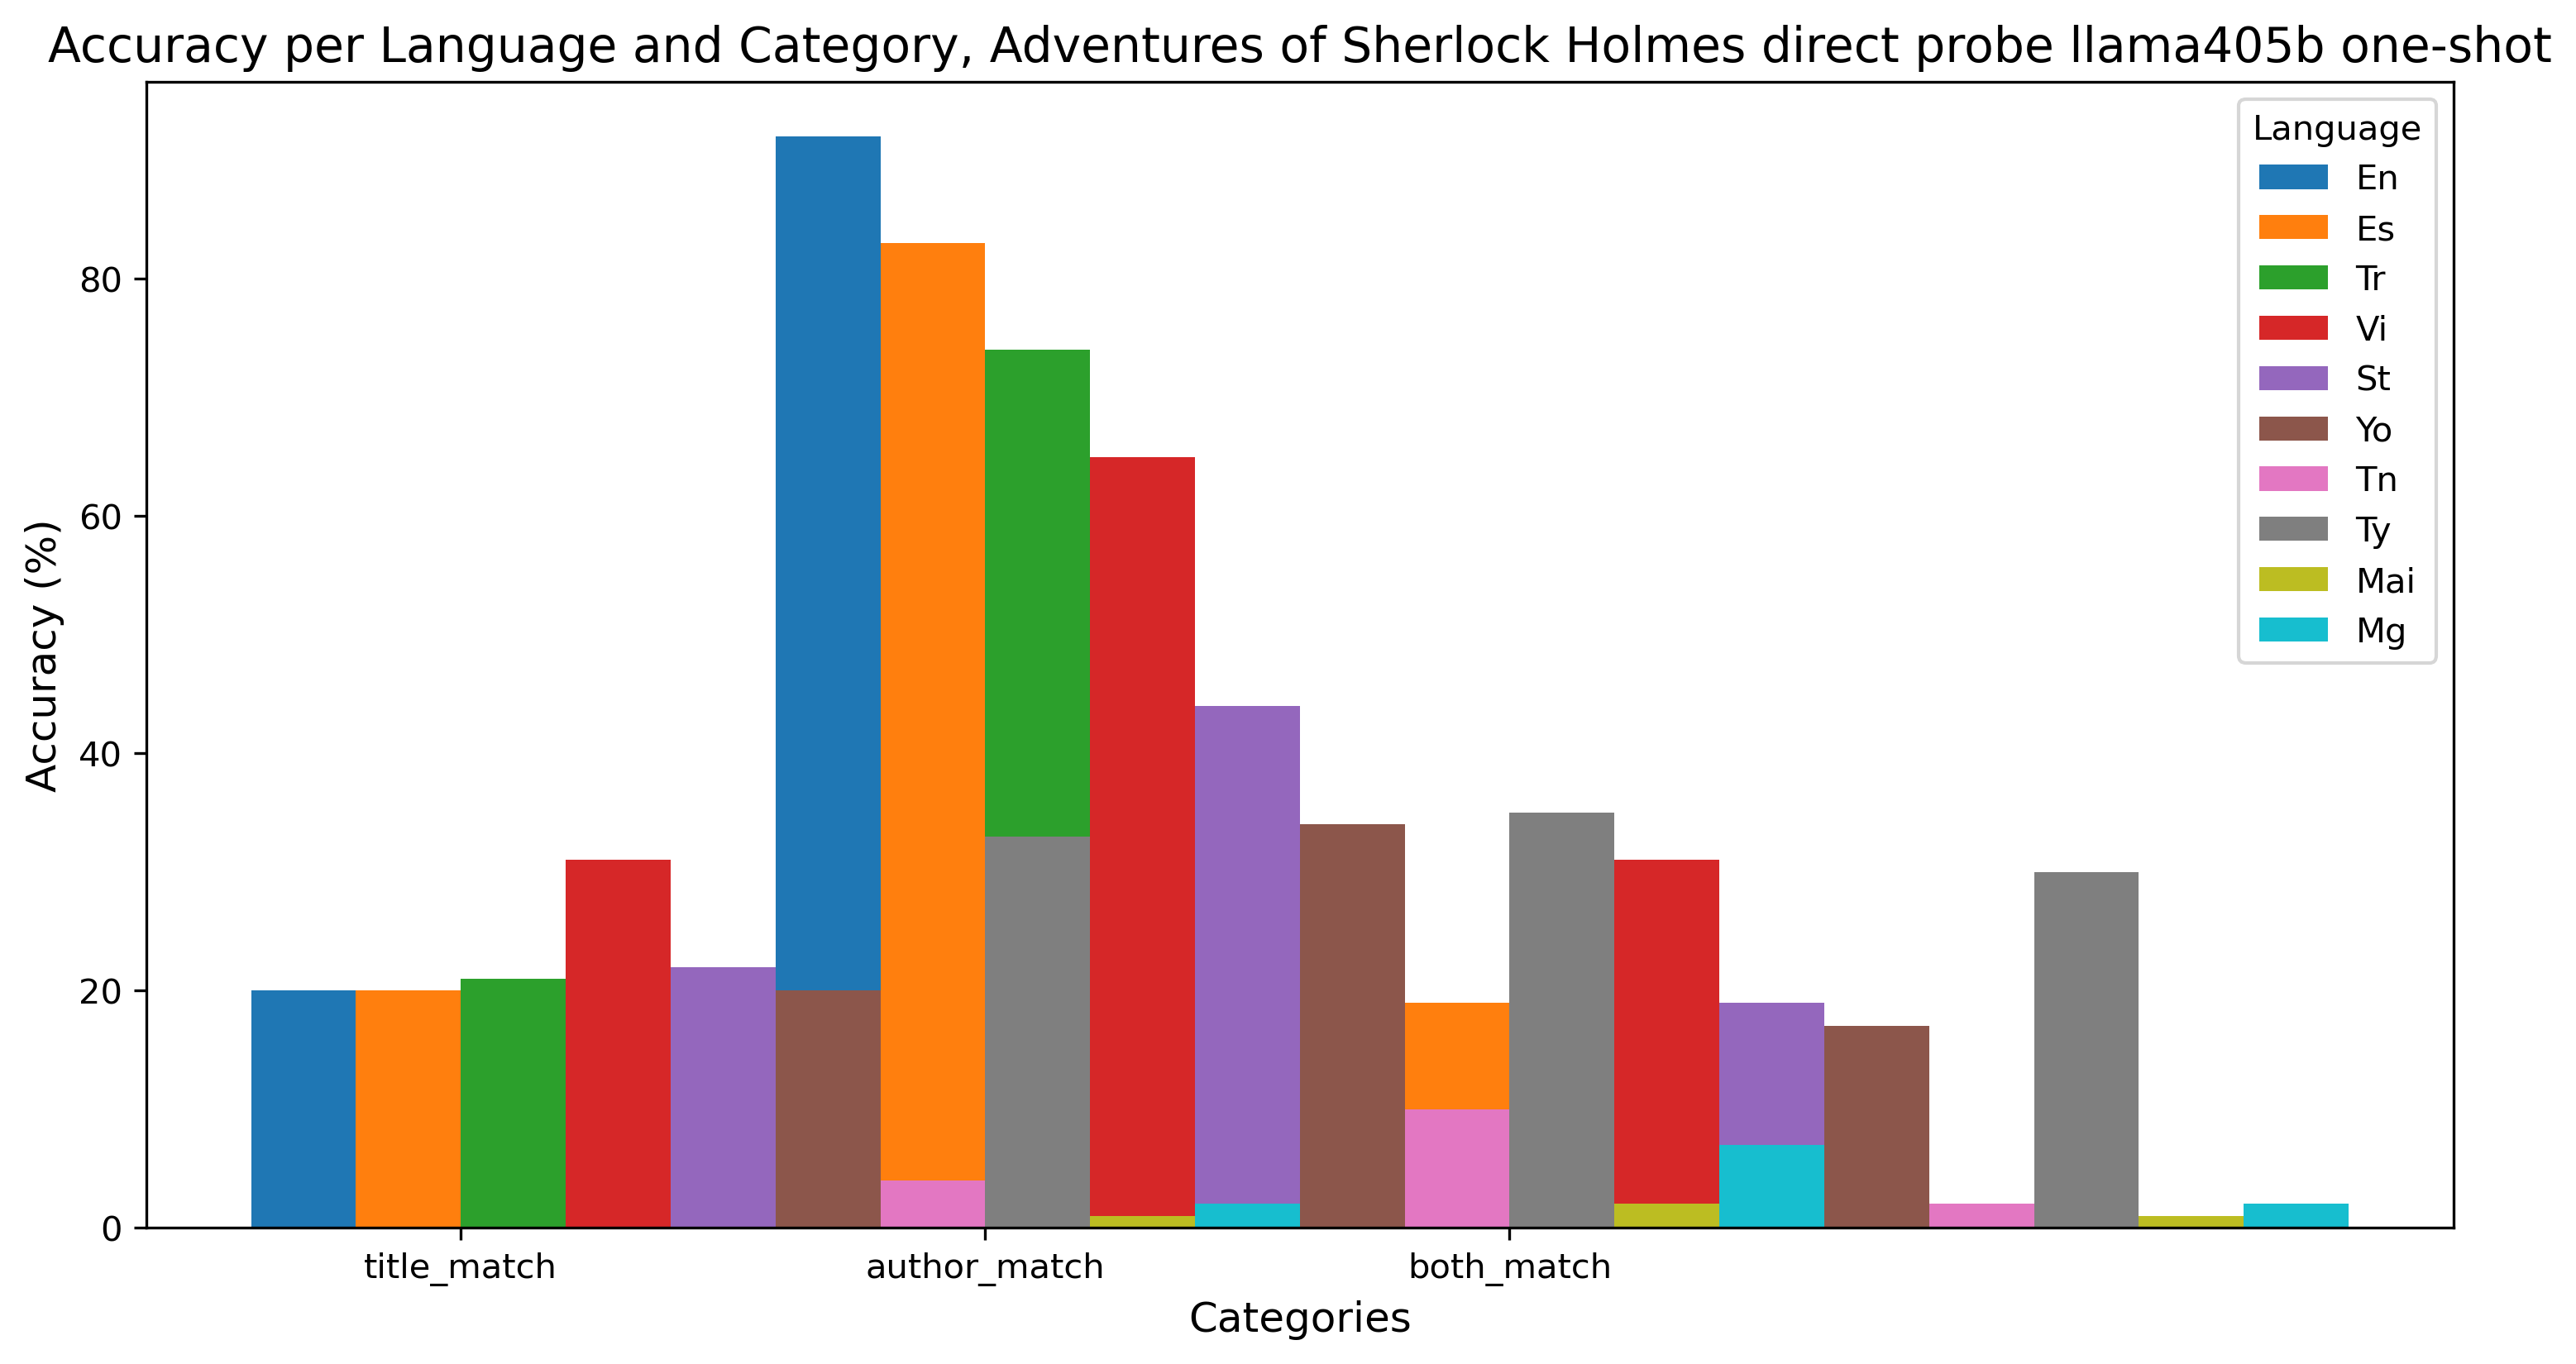 Accuracy per Language and Category, Adventures of Sherlock Holmes direct probe llama405b one-shot
Accuracy (%)
80
60
40
20
0
title_match
author_match
both_match
Categories
Language
En
Es
Tr
Vi
St
Yo
Tn
Ty
Mai
Mg